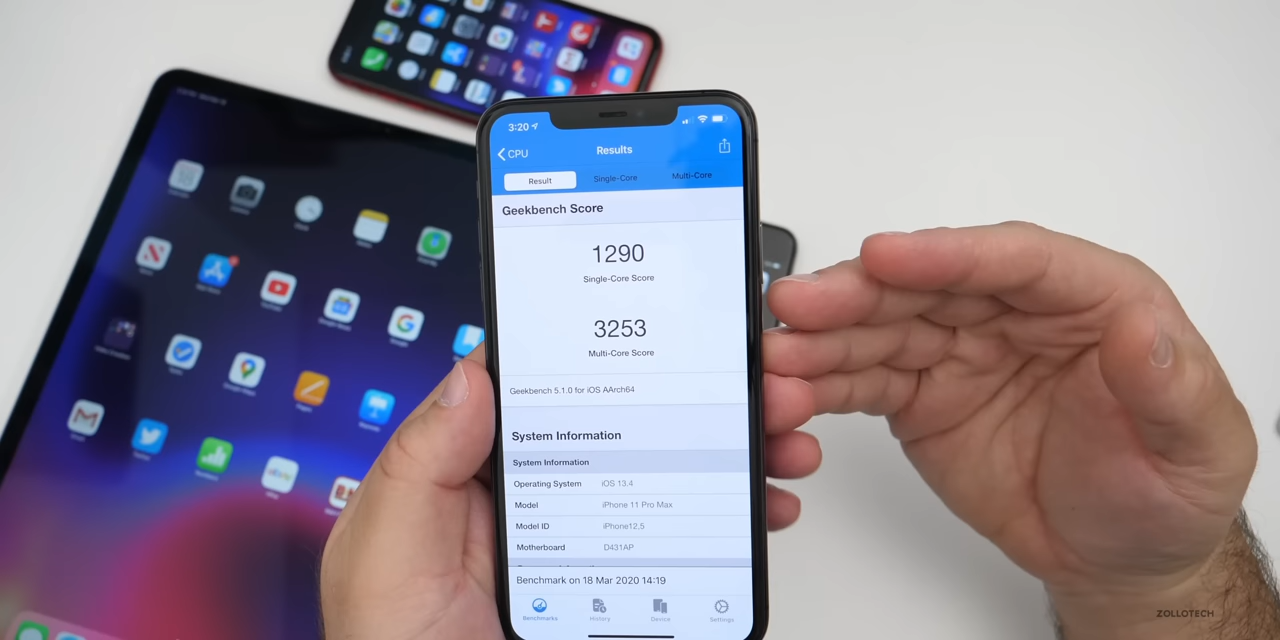 3:20
CPU
Results
Result
Single-Core
Multi-Core
Geekbench Score
1290
Single-Core Score
3253
Multi-Core Score
Geekbench 5.1.0 for iOS AArch64
System Information
System Information
Operating System iOS 13.4
Model iPhone 11 Pro Max
Model ID iPhone12,5
Motherboard D431AP
Benchmark on 18 Mar 2020 14:19
Benchmarks
History
Device
Settings
ZOLLOTECH